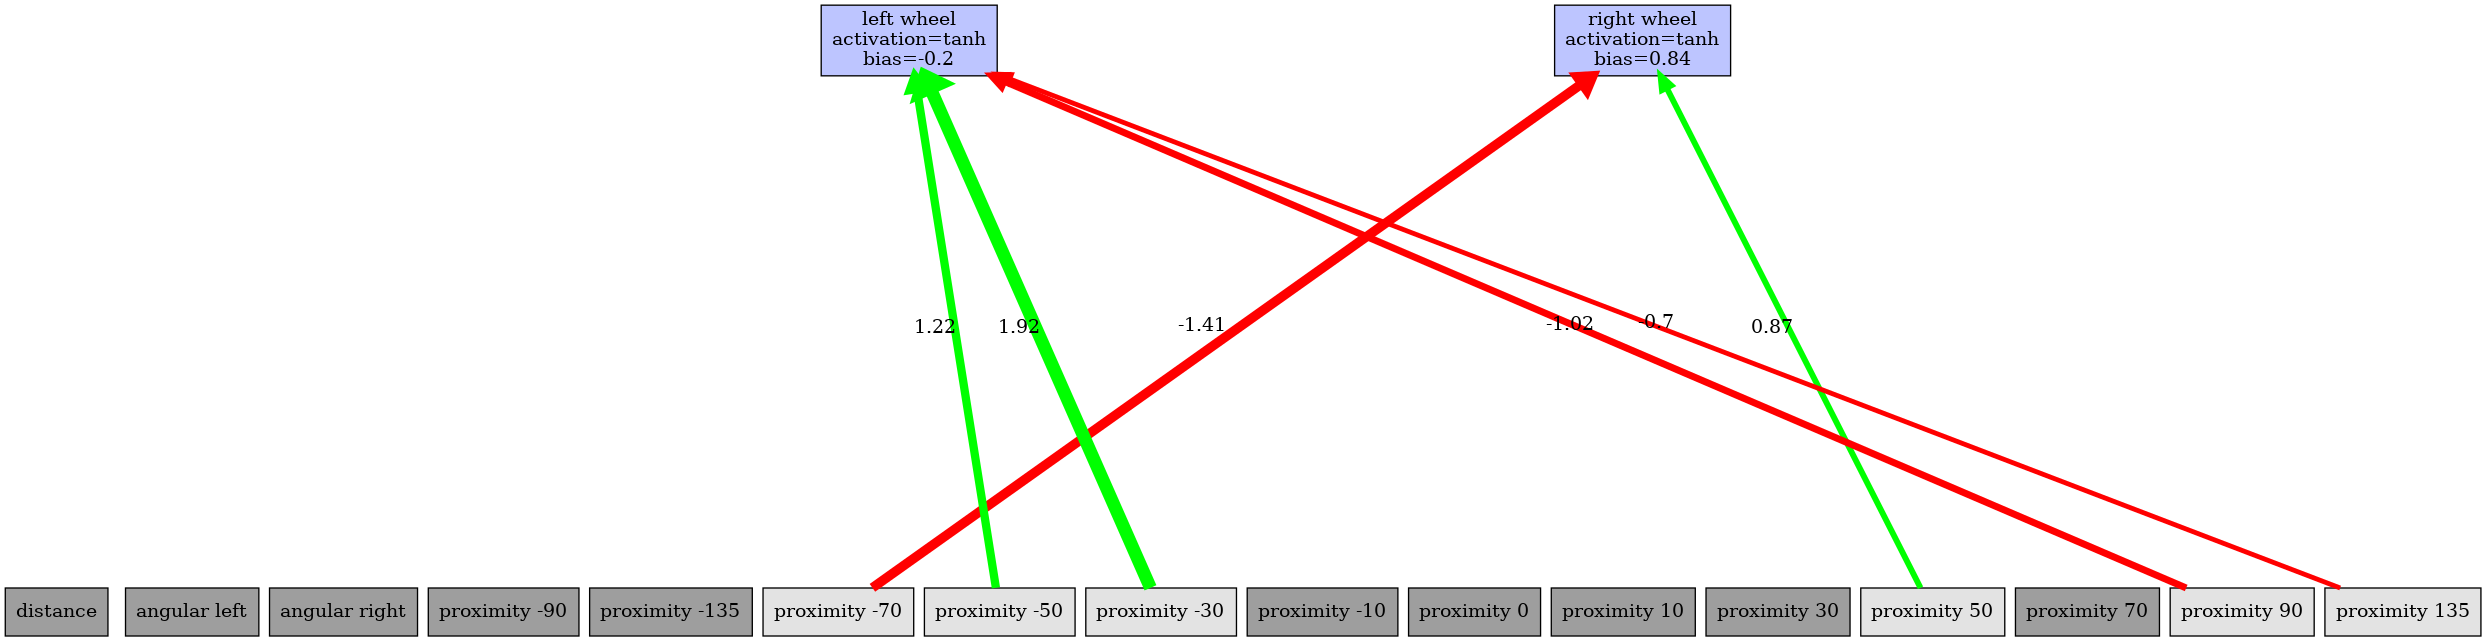 left wheel
activation=tanh
bias=-0.2
right wheel
activation=tanh
bias=0.84
1.22
1.92
-1.41
-1.02
-0.7
0.87
distance
angular left
angular right
proximity -90
proximity -135
proximity -70
proximity -50
proximity -30
proximity -10
proximity 0
proximity 10
proximity 30
proximity 50
proximity 70
proximity 90
proximity 135